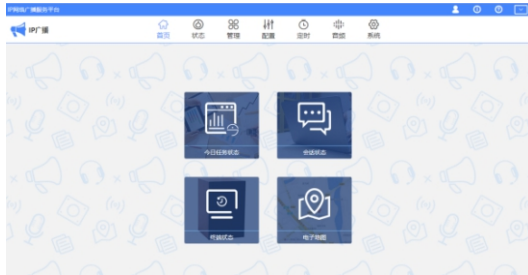 IP网络广播服务平台
IP广播
首页
状态
管理
配置
定时
音频
系统
今日任务状态
会话状态
终端状态
电子地图